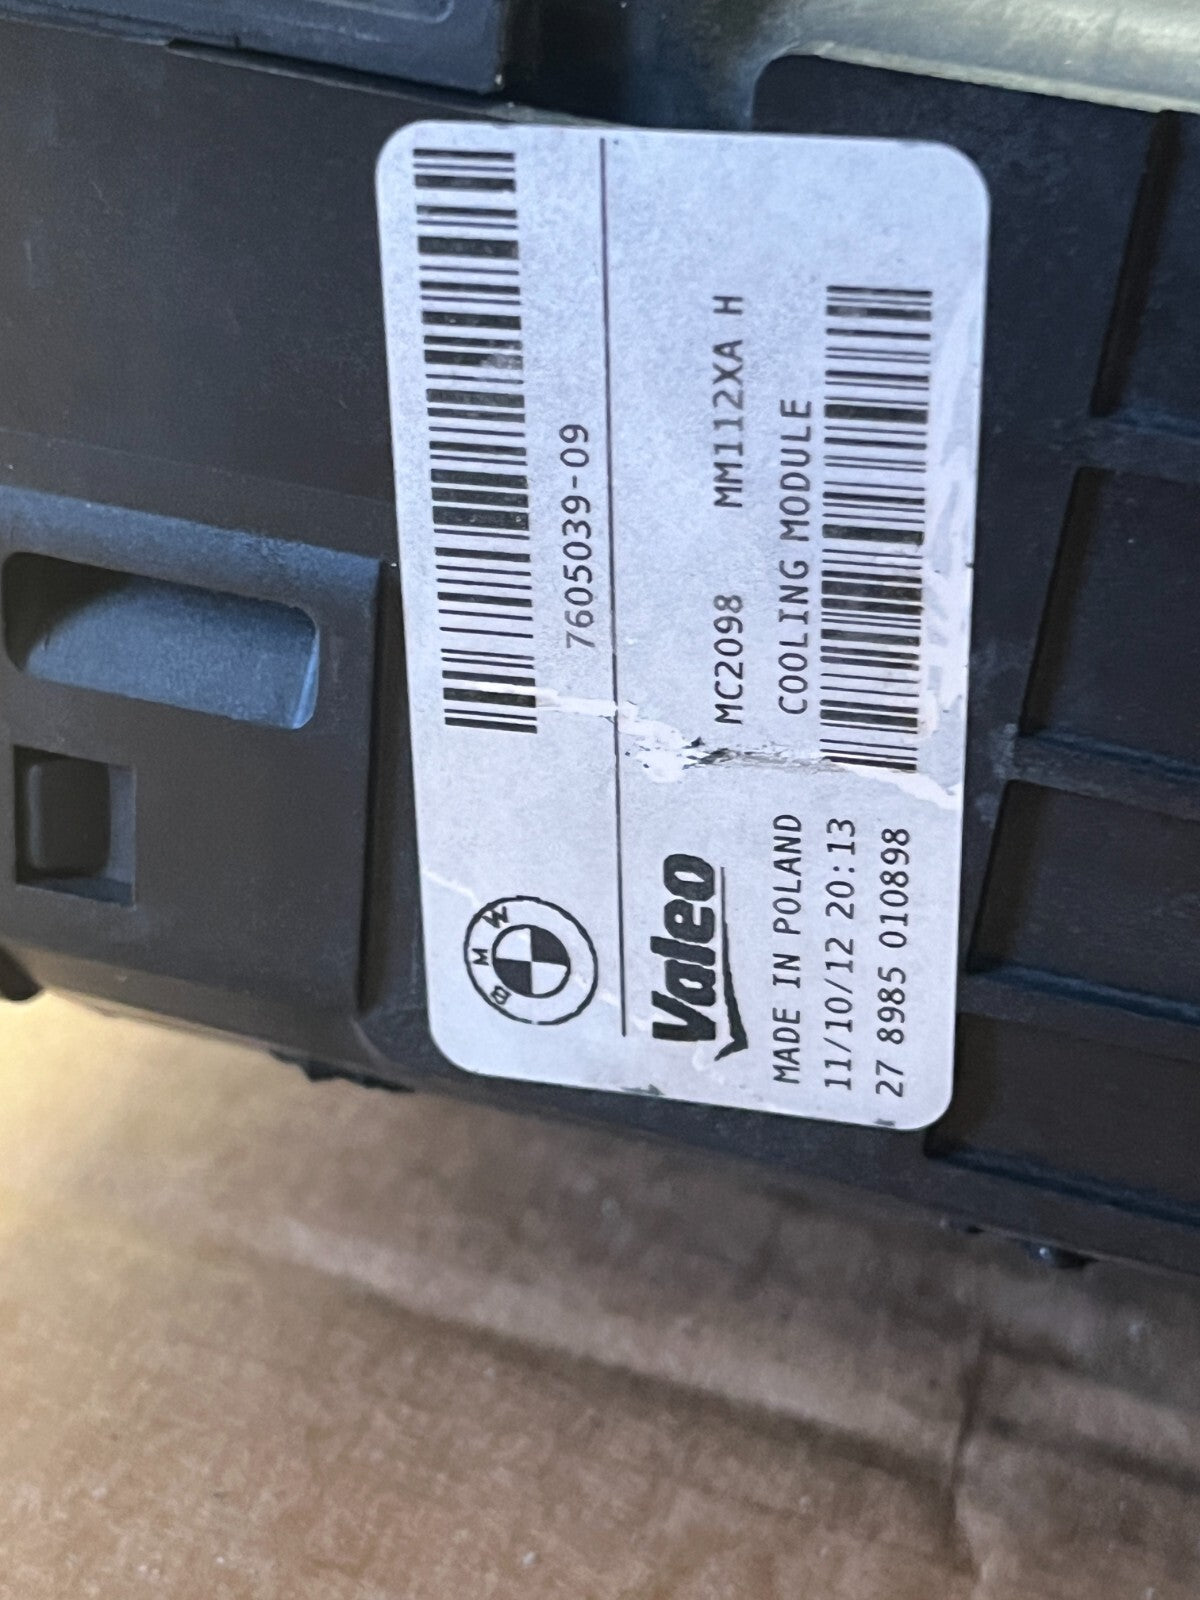 BMW
7605039-09
Valeo
MC2098 MM112XA H
COOLING MODULE
MADE IN POLAND
11/10/12 20:13
27 8985 010898